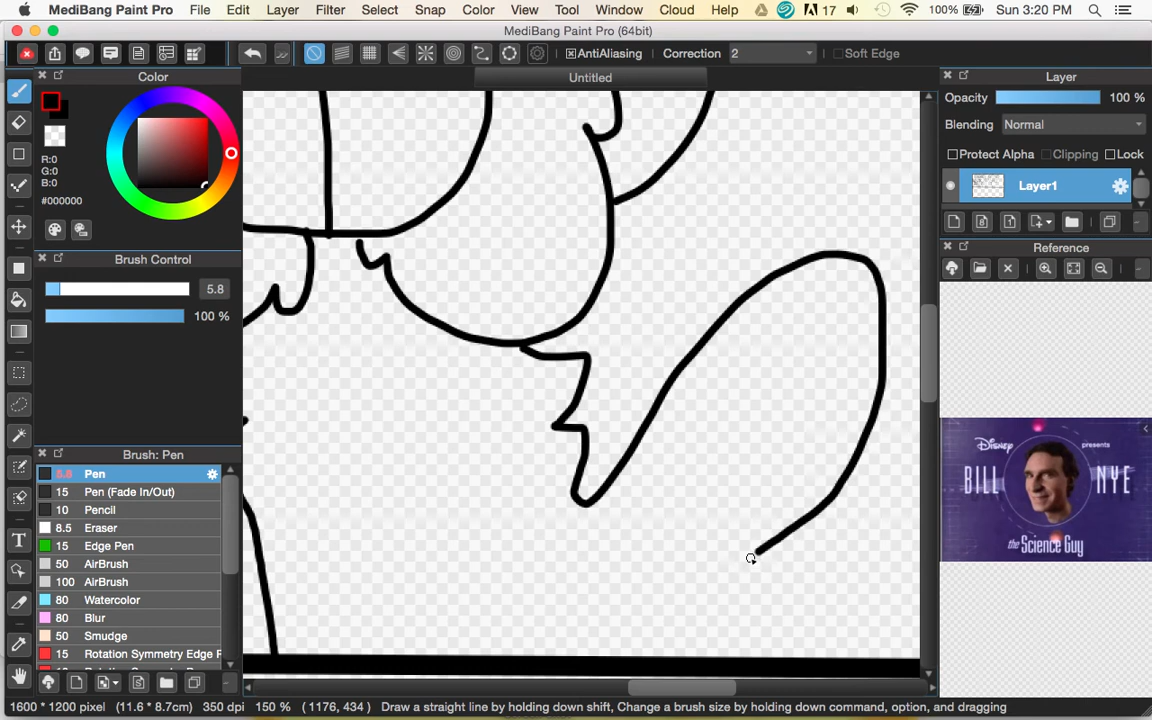 MediBang Paint Pro File Edit Layer Filter Select Snap Color View Tool Window Cloud Help 17 100% Sun 3:20 PM
MediBang Paint Pro (64bit)
AntiAliasing Correction 2 Soft Edge
Untitled
Color
R:0
G:0
B:0
#000000
Brush Control
5.8
100 %
Brush: Pen
5.8 Pen
15 Pen (Fade In/Out)
10 Pencil
8.5 Eraser
15 Edge Pen
50 AirBrush
100 AirBrush
80 Watercolor
80 Blur
50 Smudge
15 Rotation Symmetry Edge P
Layer
Opacity 100 %
Blending Normal
Protect Alpha Clipping Lock
Layer1
Reference
Disney presents
BILL NYE
the Science Guy
1600 * 1200 pixel (11.6 * 8.7cm) 350 dpi 150 % ( 1176, 434 ) Draw a straight line by holding down shift, Change a brush size by holding down command, option, and dragging